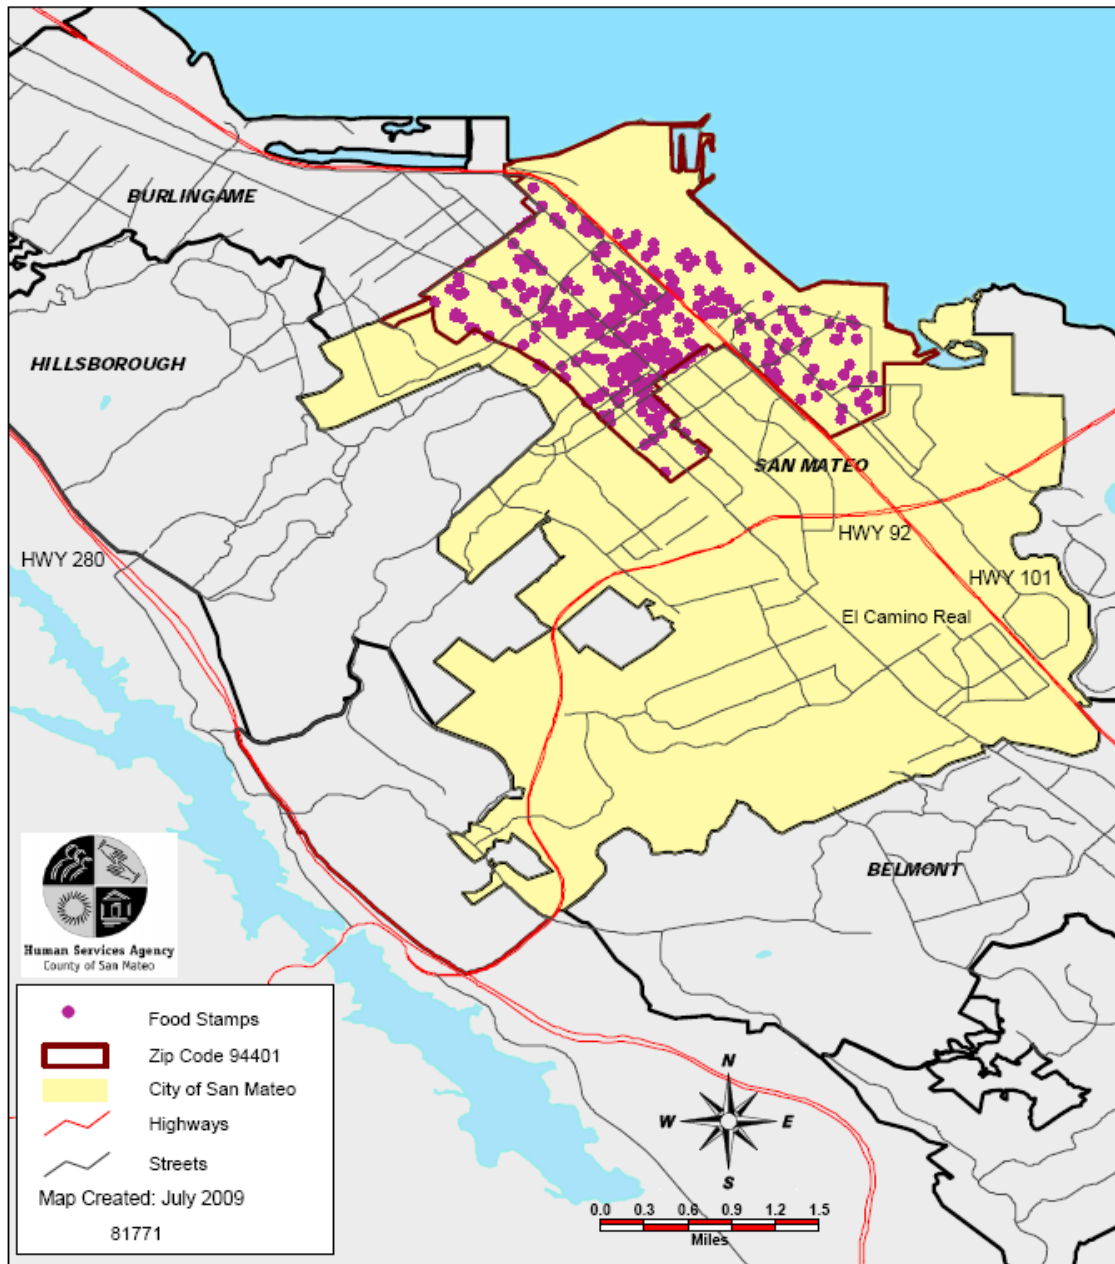 BURLINGAME
HILLSBOROUGH
SAN MATEO
HWY 92
HWY 280
HWY 101
El Camino Real
BELMONT
Human Services Agency
County of San Mateo
Food Stamps
Zip Code 94401
City of San Mateo
Highways
Streets
Map Created: July 2009
81771
N
W
E
S
0.0 0.3 0.6 0.9 1.2 1.5
Miles